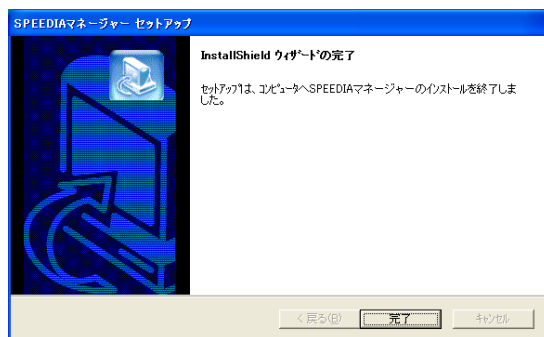 SPEEDIAマネージャー セットアップ
InstallShield ウィザードの完了
セットアップは、コンピュータへSPEEDIAマネージャーのインストールを終了しま
した。
< 戻る(B)
完了
キャンセル